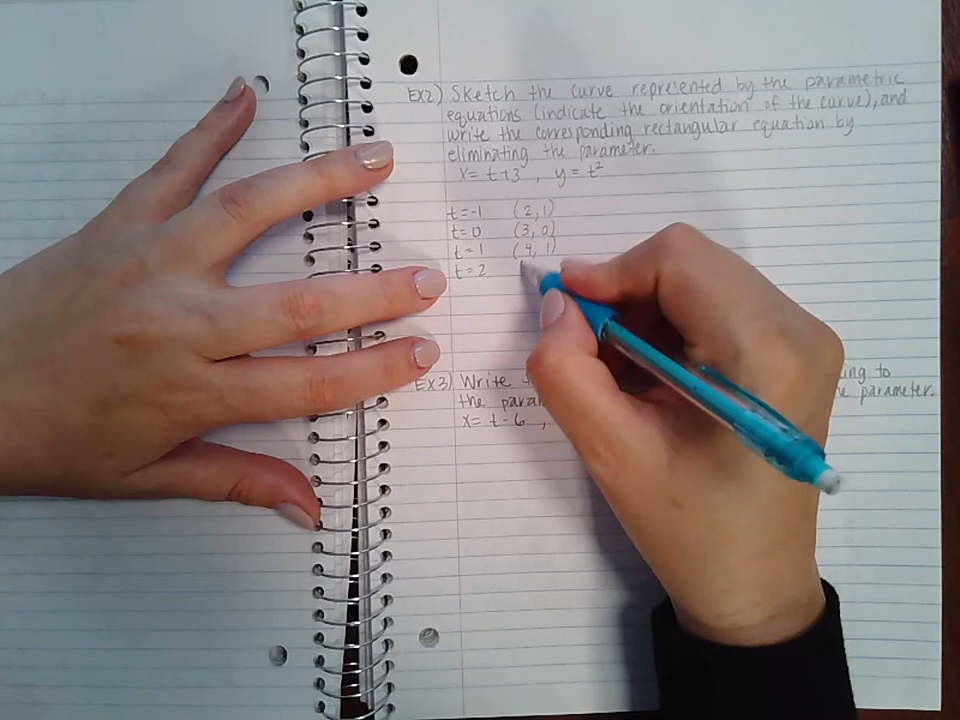 Ex2) Sketch the curve represented by the parametric
equations (indicate the orientation of the curve), and
write the corresponding rectangular equation by
eliminating the parameter.
x = t+3 , y = t²
t=-1 (2, 1)
t=0 (3, 0)
t=1 (4, 1)
t=2 (
Ex3) Write to
the parameter.
x= t-6 ,